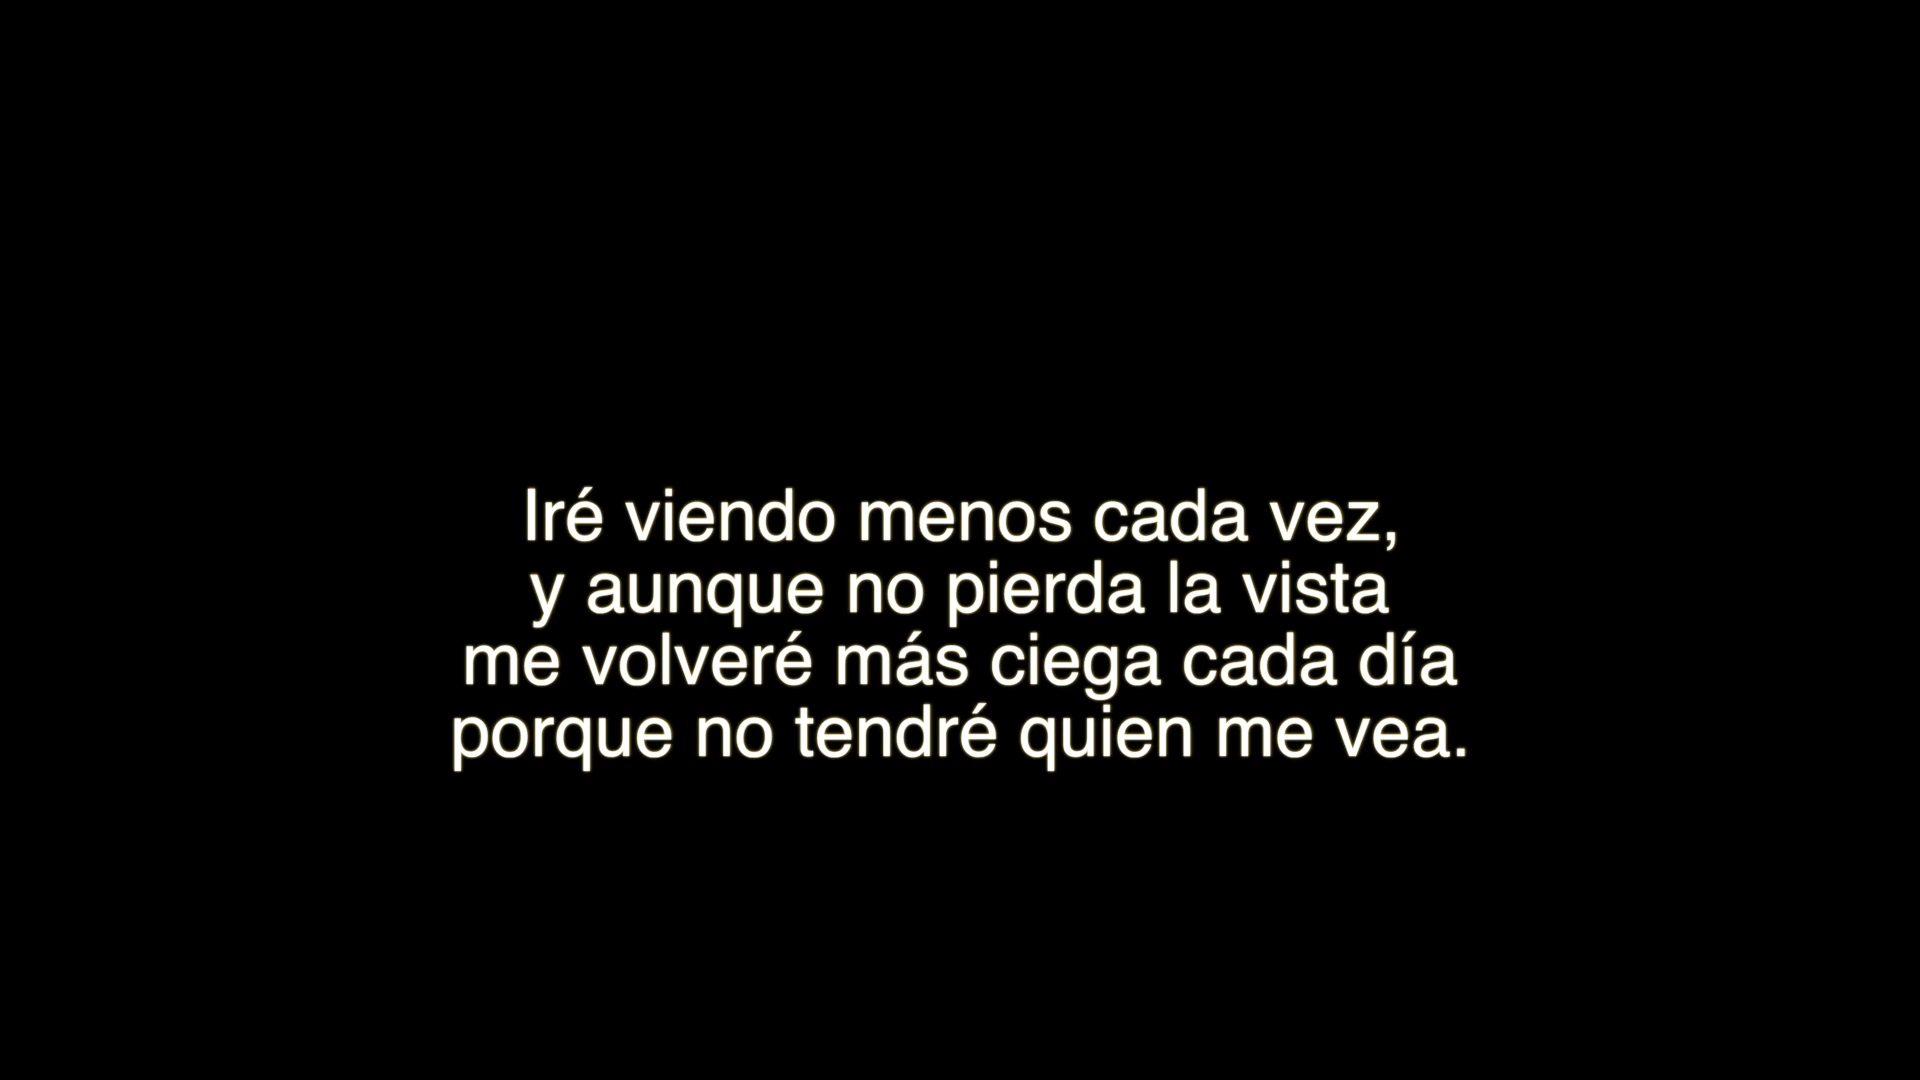 Iré viendo menos cada vez,
y aunque no pierda la vista
me volveré más ciega cada día
porque no tendré quien me vea.